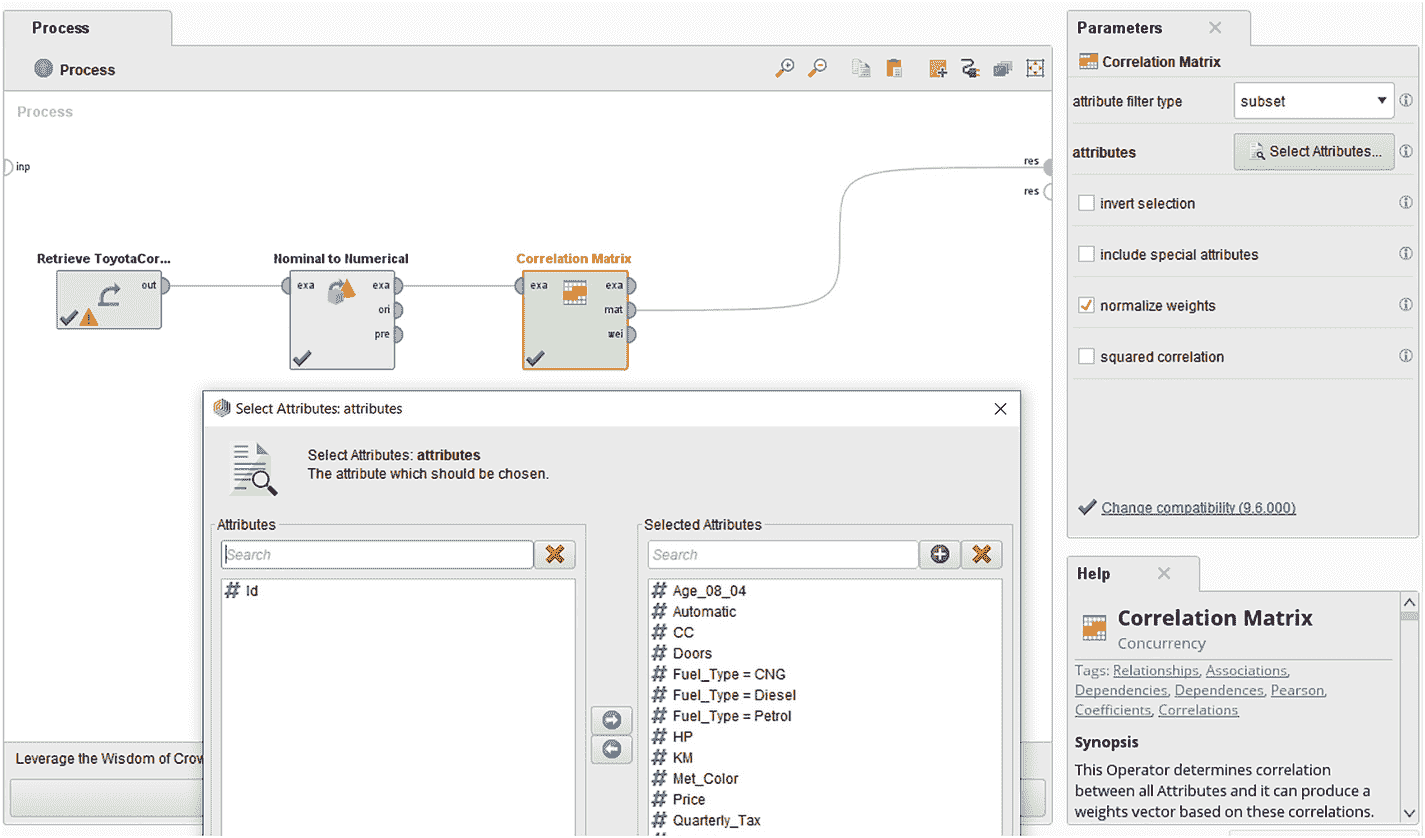 Process
Process
Process
inp
res
res
Retrieve ToyotaCor...
out
Nominal to Numerical
exa
exa
ori
pre
Correlation Matrix
exa
exa
mat
wei
Select Attributes: attributes
Select Attributes: attributes
The attribute which should be chosen.
Attributes
Search
# Id
Selected Attributes
Search
# Age_08_04
# Automatic
# CC
# Doors
# Fuel_Type = CNG
# Fuel_Type = Diesel
# Fuel_Type = Petrol
# HP
# KM
# Met_Color
# Price
# Quarterly_Tax
Leverage the Wisdom of Crow
Parameters
Correlation Matrix
attribute filter type
subset
attributes
Select Attributes...
invert selection
include special attributes
normalize weights
squared correlation
Change compatibility (9.6.000)
Help
Correlation Matrix
Concurrency
Tags: Relationships, Associations,
Dependencies, Dependences, Pearson,
Coefficients, Correlations
Synopsis
This Operator determines correlation
between all Attributes and it can produce a
weights vector based on these correlations.